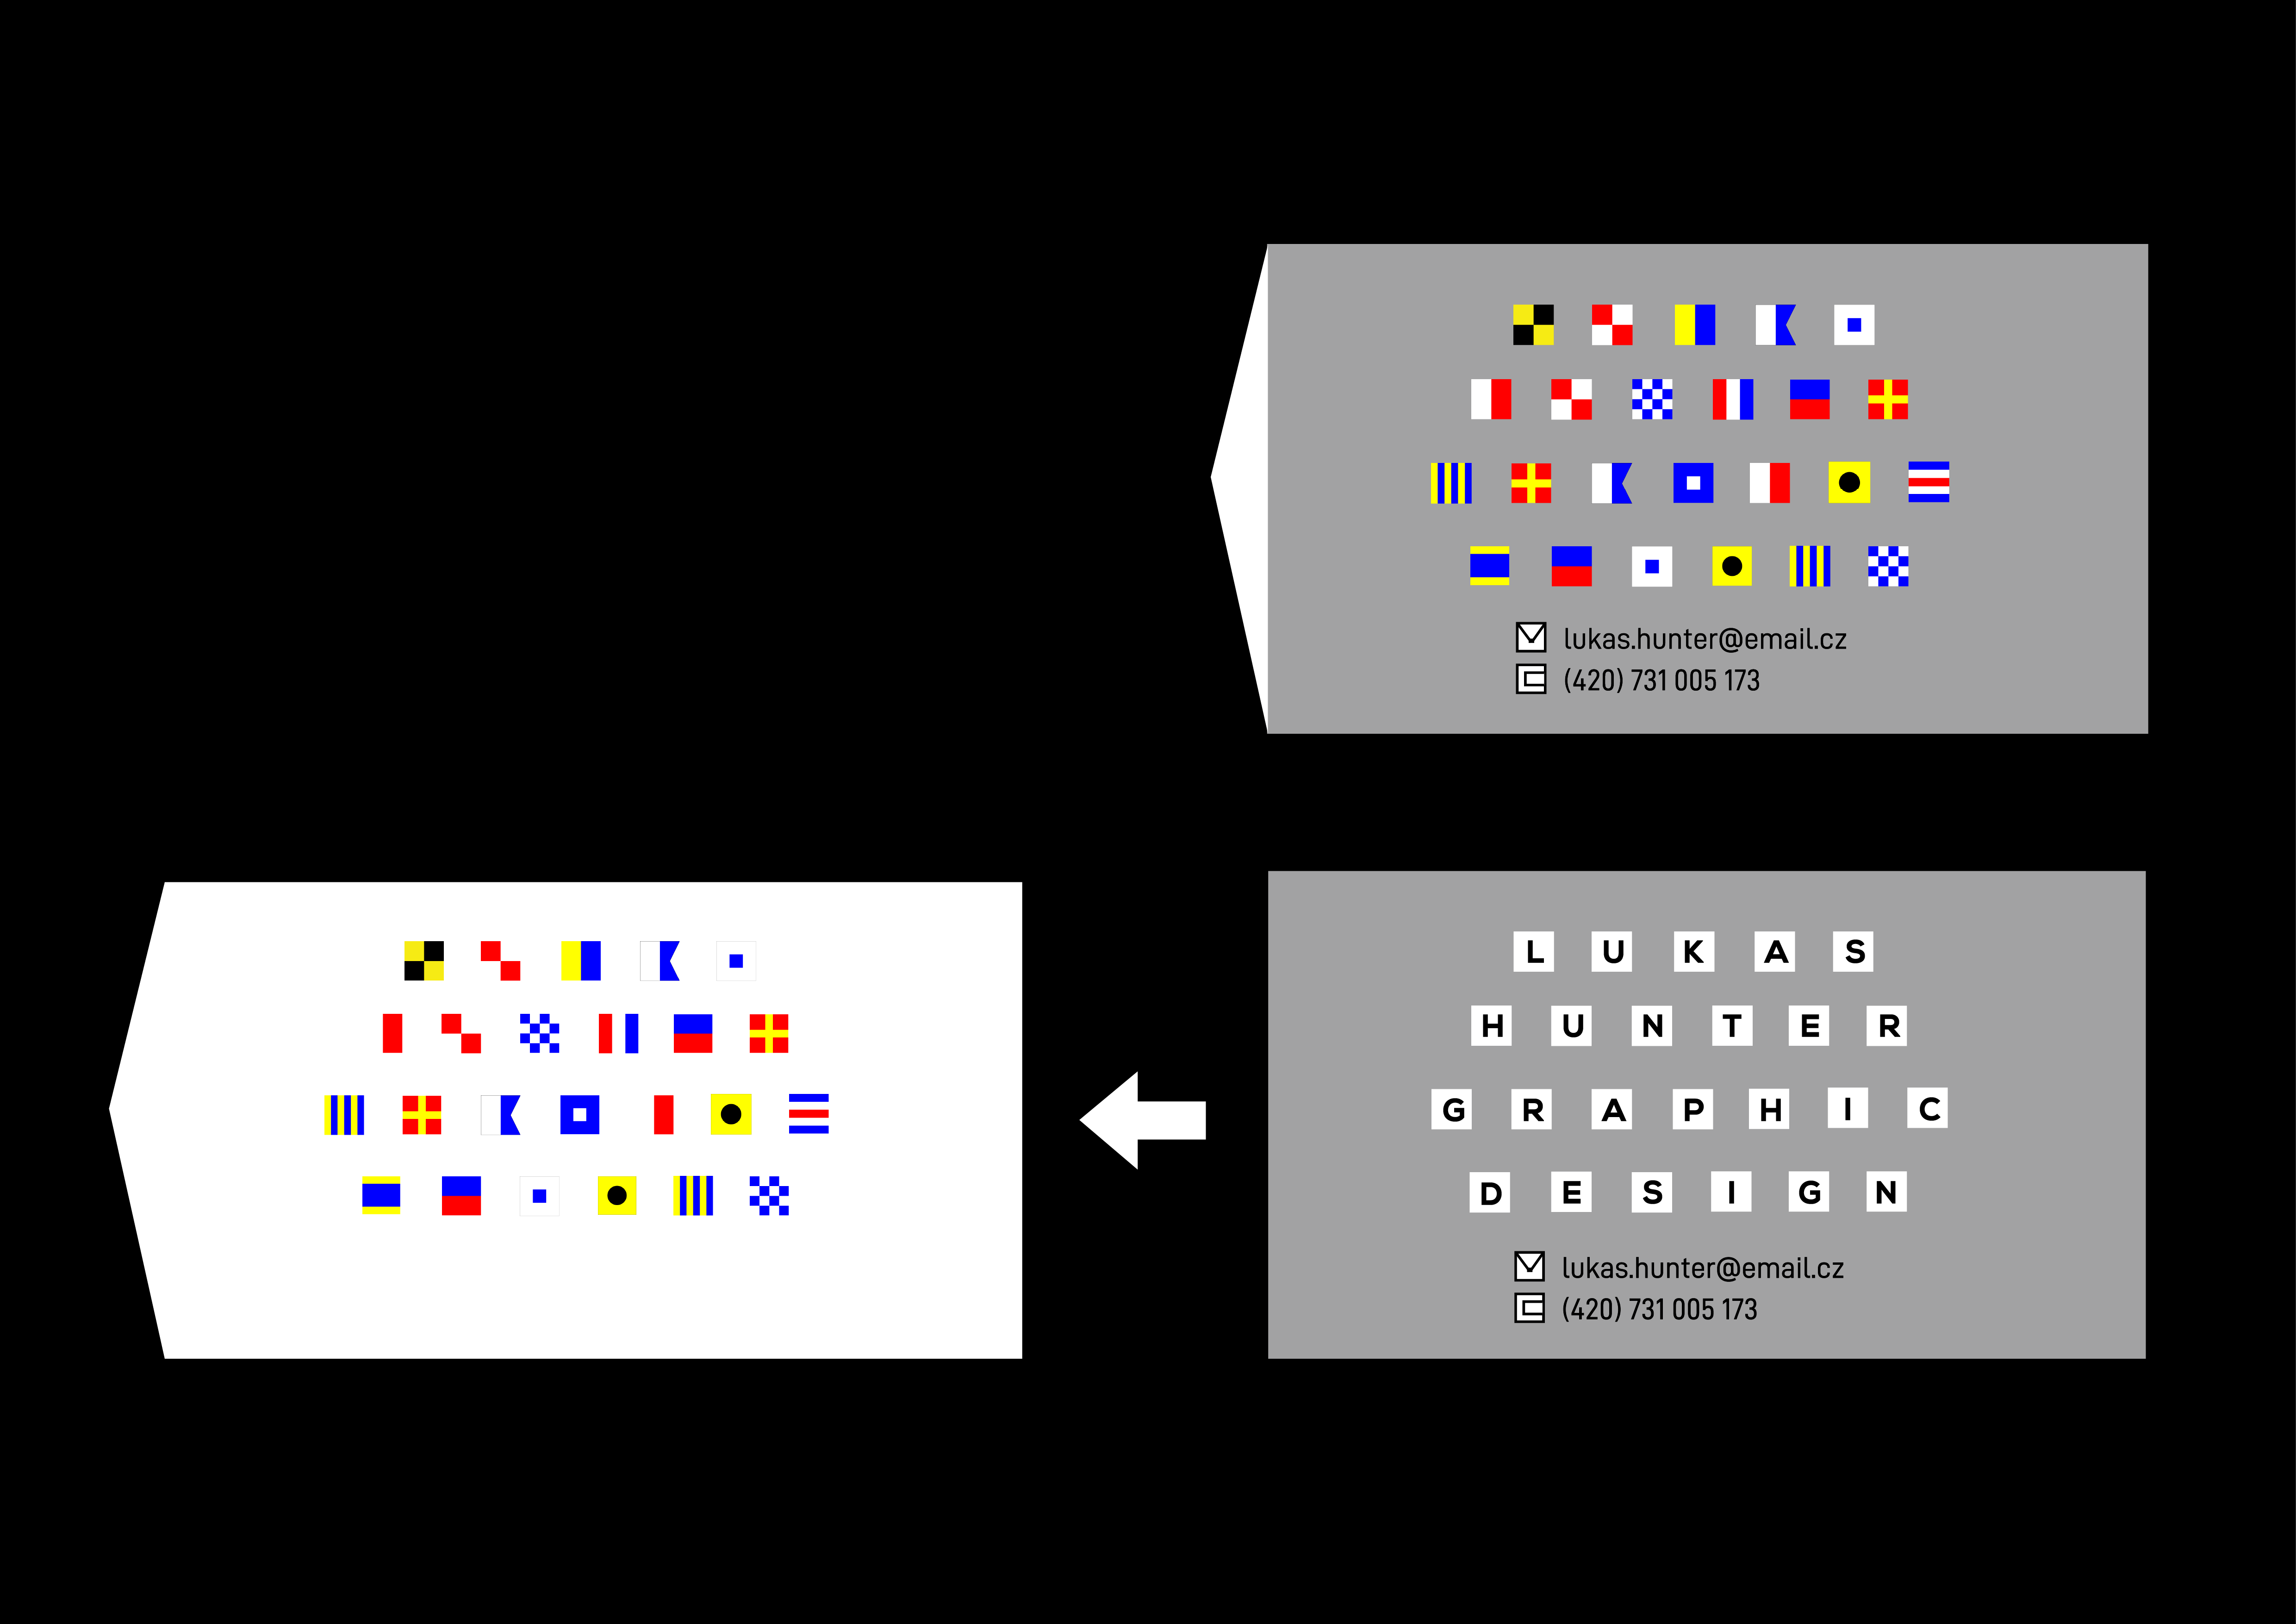 lukas.hunter@email.cz
(420) 731 005 173
L U K A S
H U N T E R
G R A P H I C
D E S I G N
lukas.hunter@email.cz
(420) 731 005 173